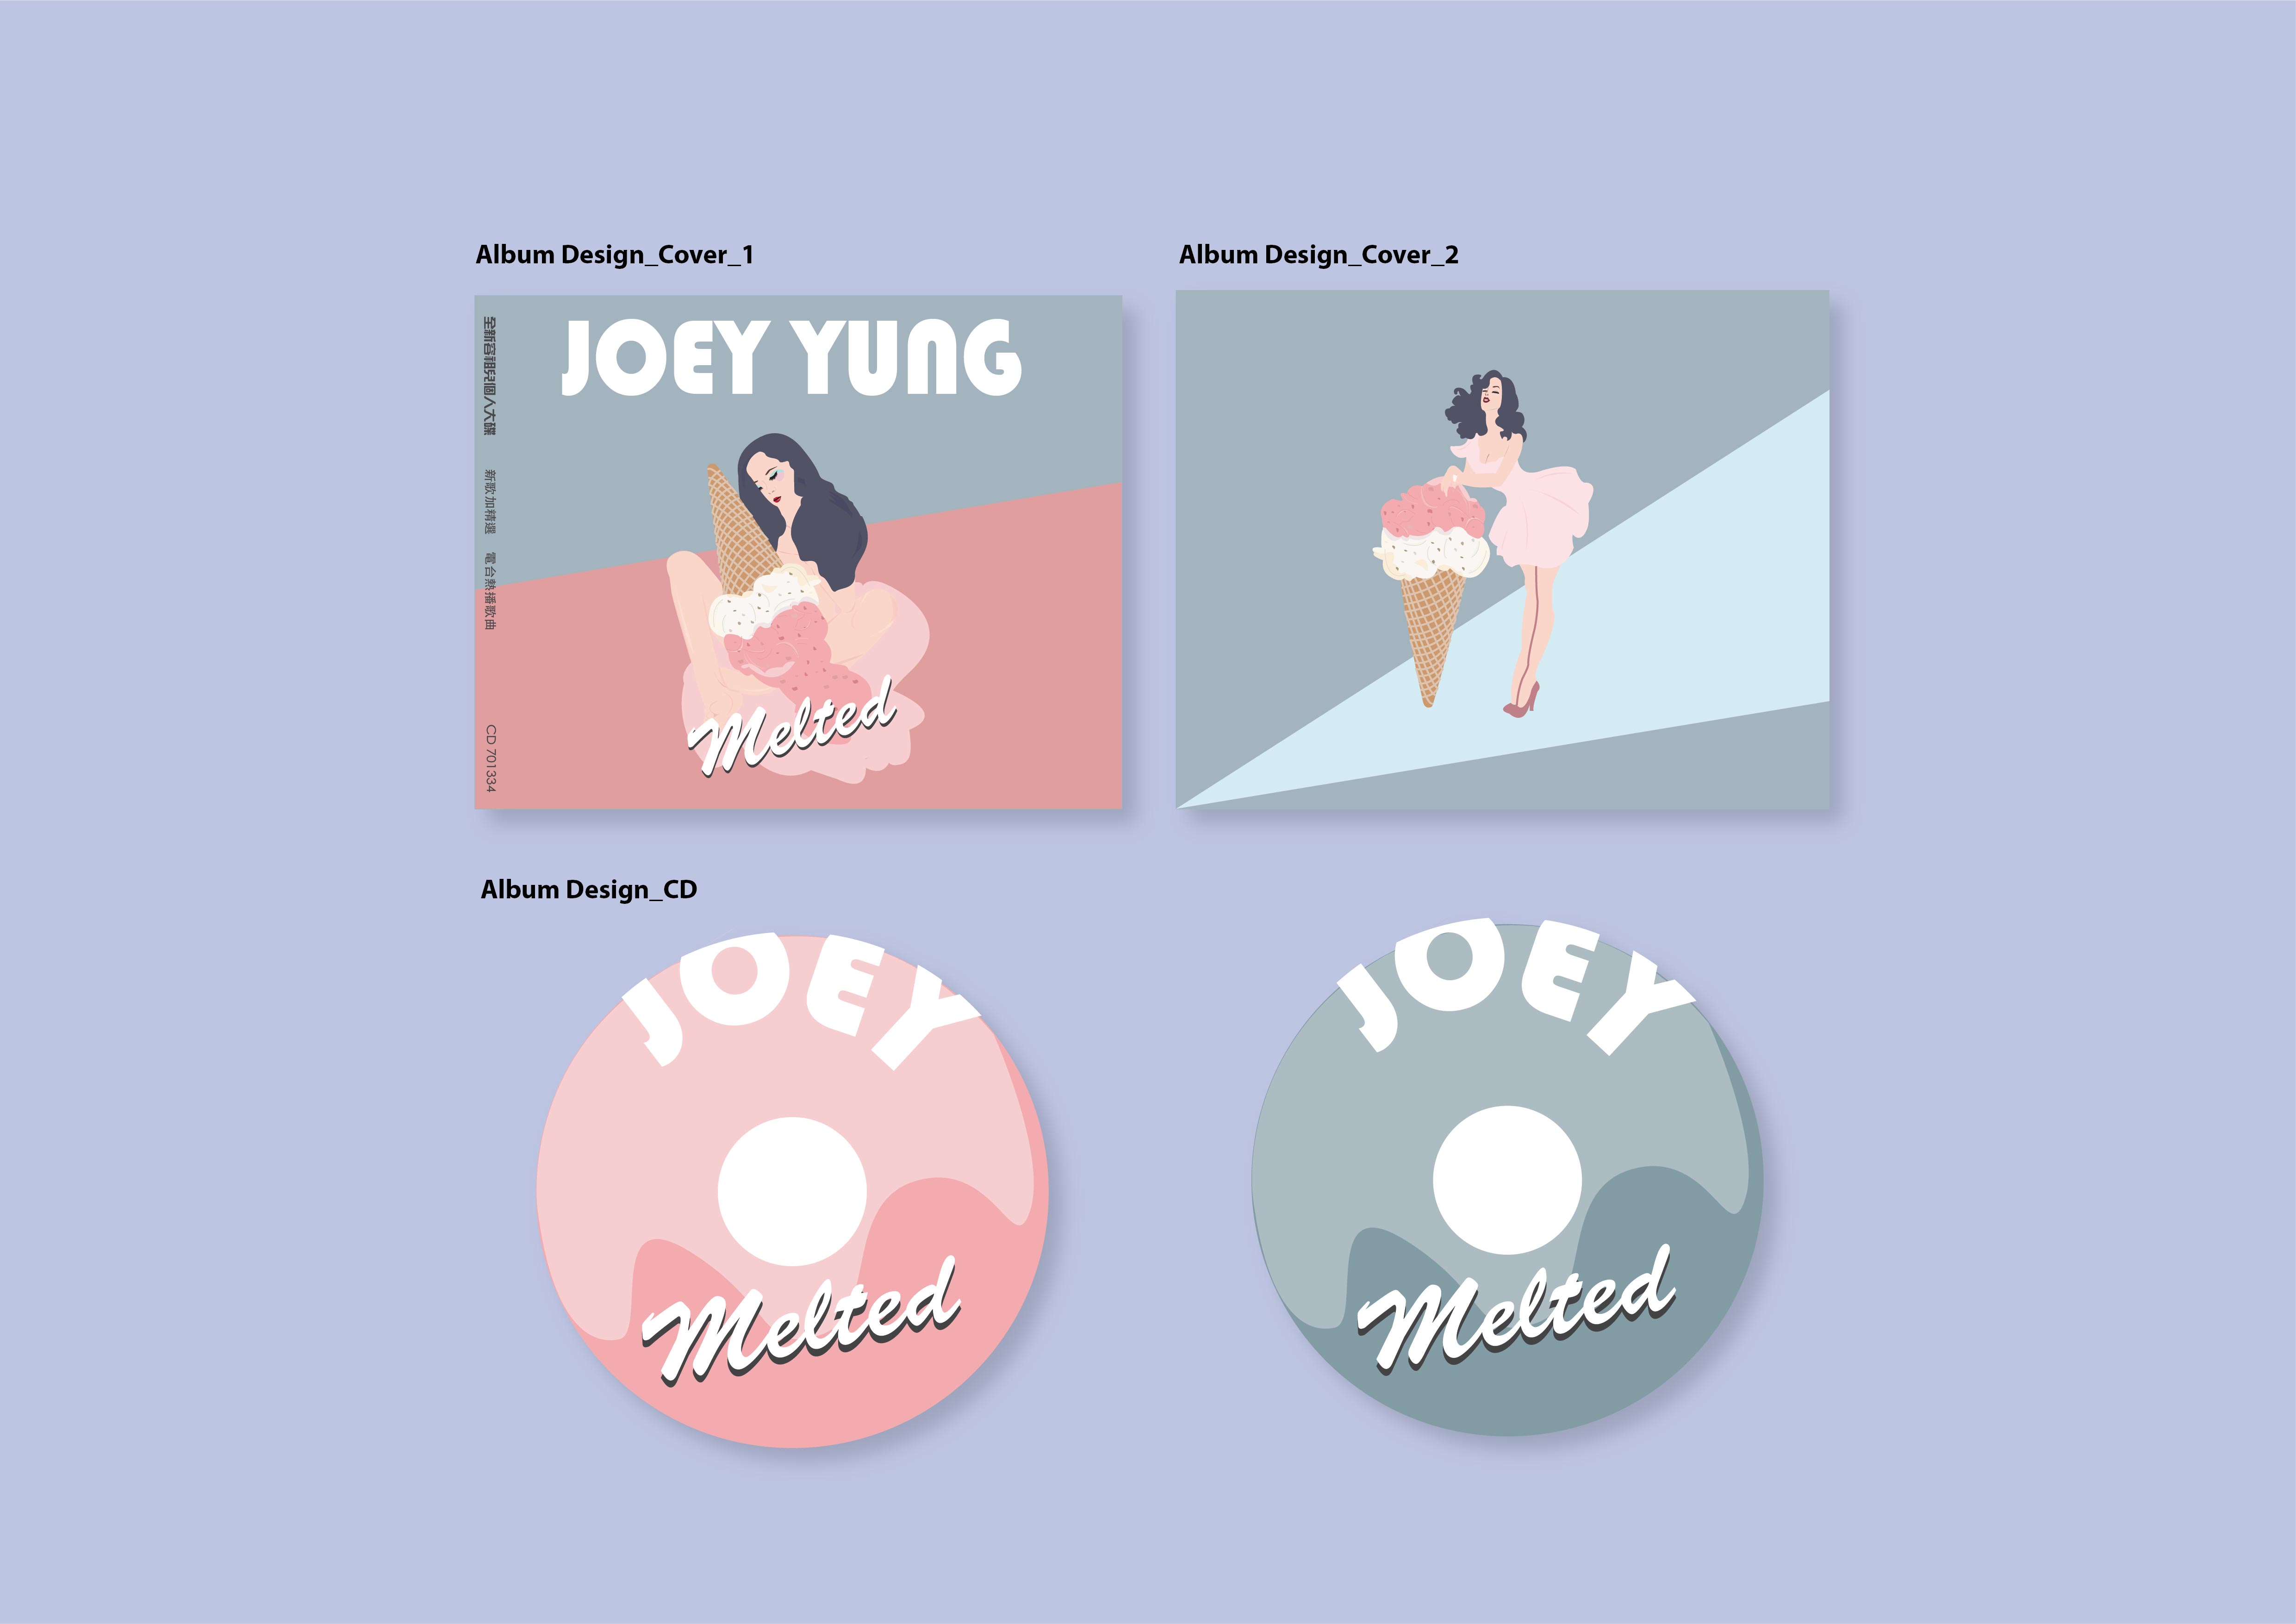 Album Design_Cover_1
Album Design_Cover_2
JOEY YUNG
全新容祖兒個人大碟
新歌加精選
電台熱播歌曲
CD 701334
Melted
Album Design_CD
JOEY
Melted
JOEY
Melted